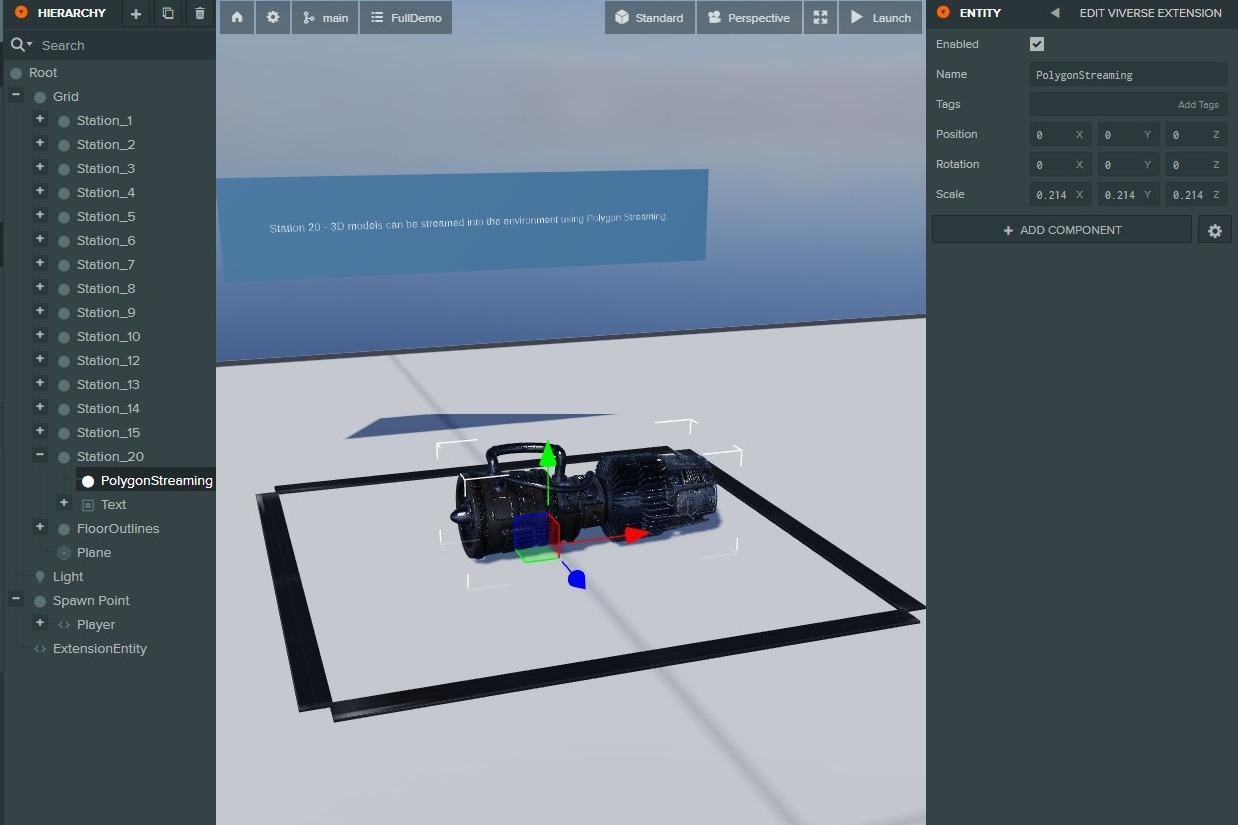 HIERARCHY
main
FullDemo
Standard
Perspective
Launch
ENTITY
EDIT VIVERSE EXTENSION
Search
Root
Grid
Station_1
Station_2
Station_3
Station_4
Station_5
Station_6
Station_7
Station_8
Station_9
Station_10
Station_12
Station_13
Station_14
Station_15
Station_20
PolygonStreaming
Text
FloorOutlines
Plane
Light
Spawn Point
Player
ExtensionEntity
Station 20 - 3D models can be streamed into the environment using Polygon Streaming.
Enabled
Name PolygonStreaming
Tags Add Tags
Position 0 X 0 Y 0 Z
Rotation 0 X 0 Y 0 Z
Scale 0.214 X 0.214 Y 0.214 Z
ADD COMPONENT